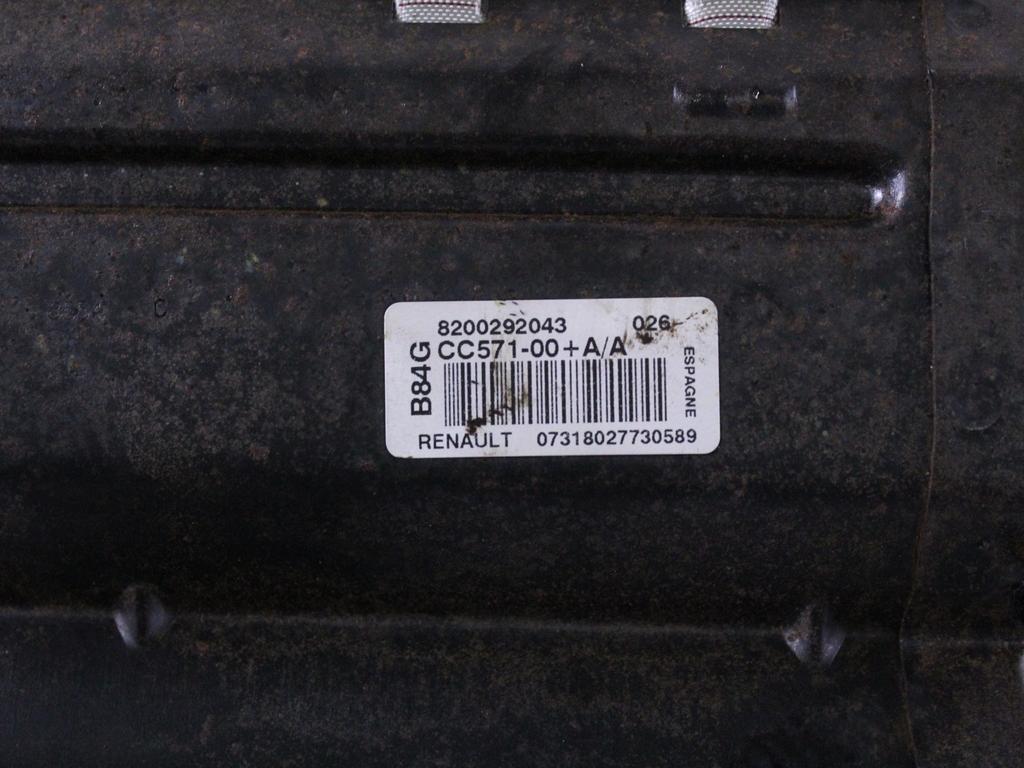 8200292043 026
CC571-00+A/A
B84G
ESPAGNE
RENAULT 07318027730589